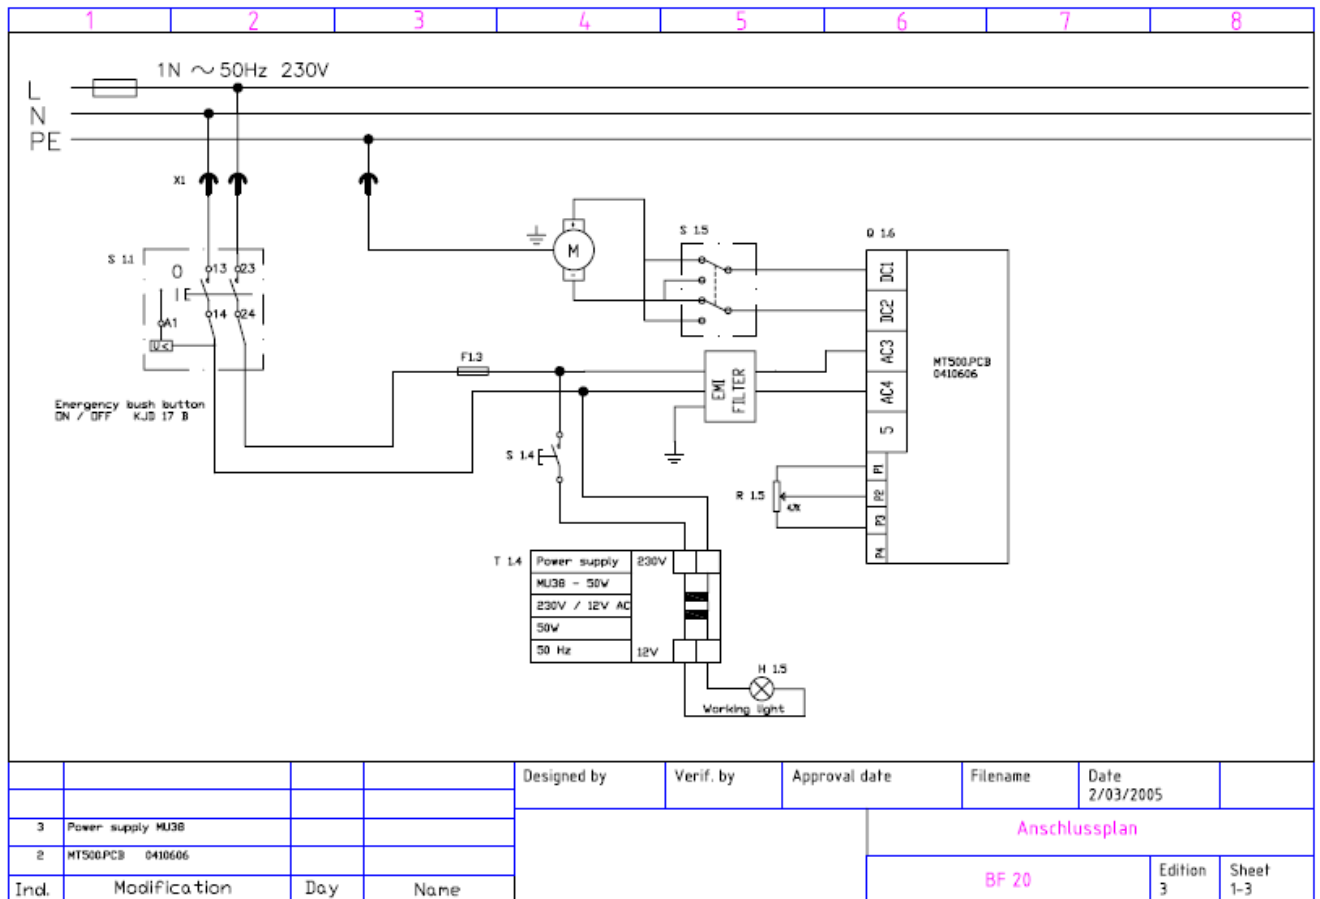 1 2 3 4 5 6 7 8
1N ~ 50Hz 230V
L
N
PE
X1
S 1.1
O
13 23
I
14 24
A1
U<
Emergency bush button
ON / OFF KJD 17 B
M
S 1.5
Q 1.6
DC1
DC2
AC3
AC4
5
P1
P2
P3
P4
MT500.PCB
0410606
F1.3
EMI
FILTER
S 1.4
R 1.5
4.7K
T 1.4
Power supply 230V
MU38 - 50W
230V / 12V AC
50W
50 Hz 12V
H 1.5
Working light
Designed by Verif. by Approval date Filename Date
2/03/2005
3 Power supply MU38
Anschlussplan
2 MT500.PCB 0410606
BF 20
Edition
3
Sheet
1-3
Ind. Modification Day Name